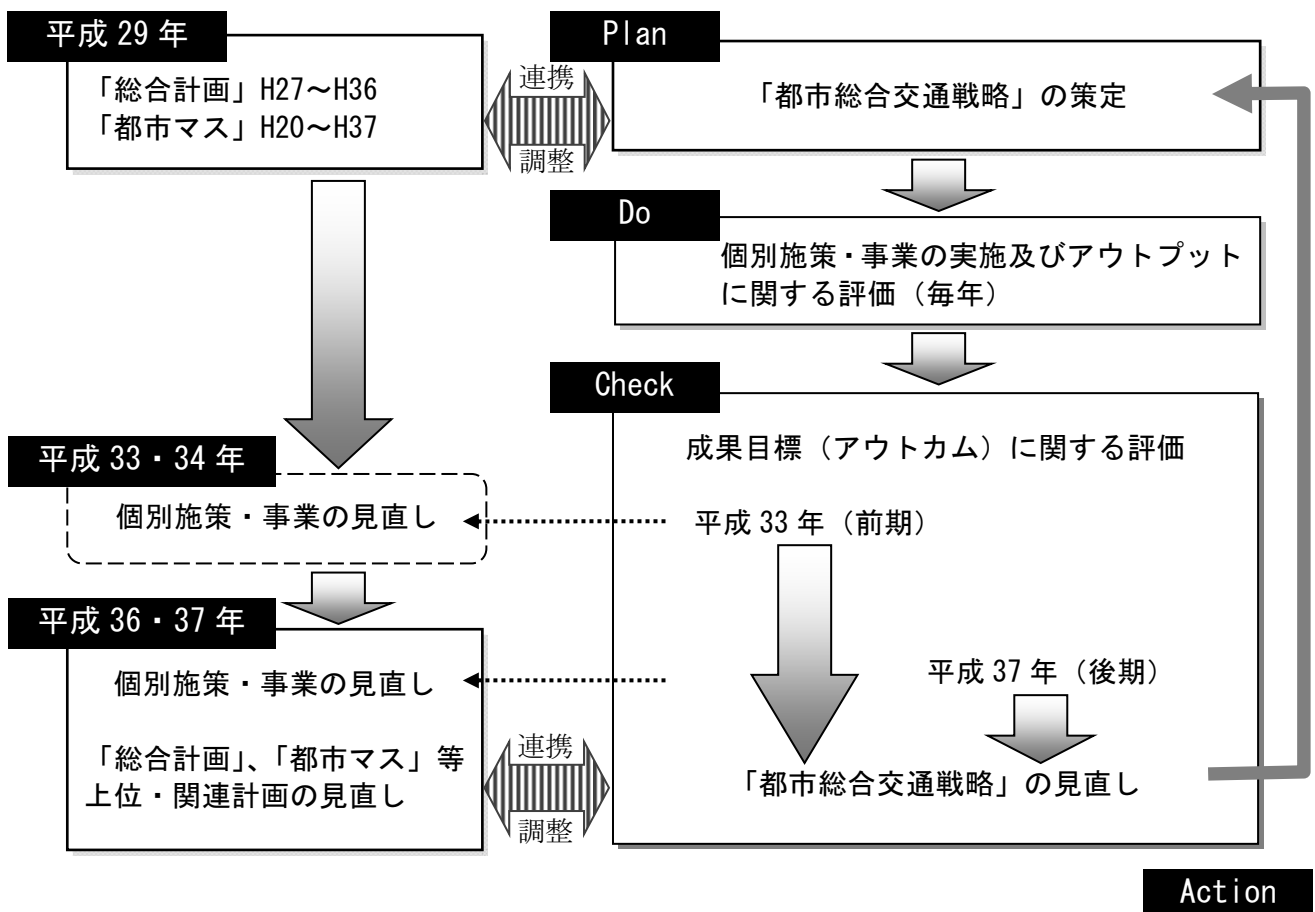 平成 29 年
「総合計画」H27～H36
「都市マス」H20～H37
連携
調整
Plan
「都市総合交通戦略」の策定
Do
個別施策・事業の実施及びアウトプット
に関する評価（毎年）
Check
成果目標（アウトカム）に関する評価
平成 33・34 年
個別施策・事業の見直し
平成 33 年（前期）
平成 36・37 年
個別施策・事業の見直し
平成 37 年（後期）
「総合計画」、「都市マス」等
上位・関連計画の見直し
連携
調整
「都市総合交通戦略」の見直し
Action